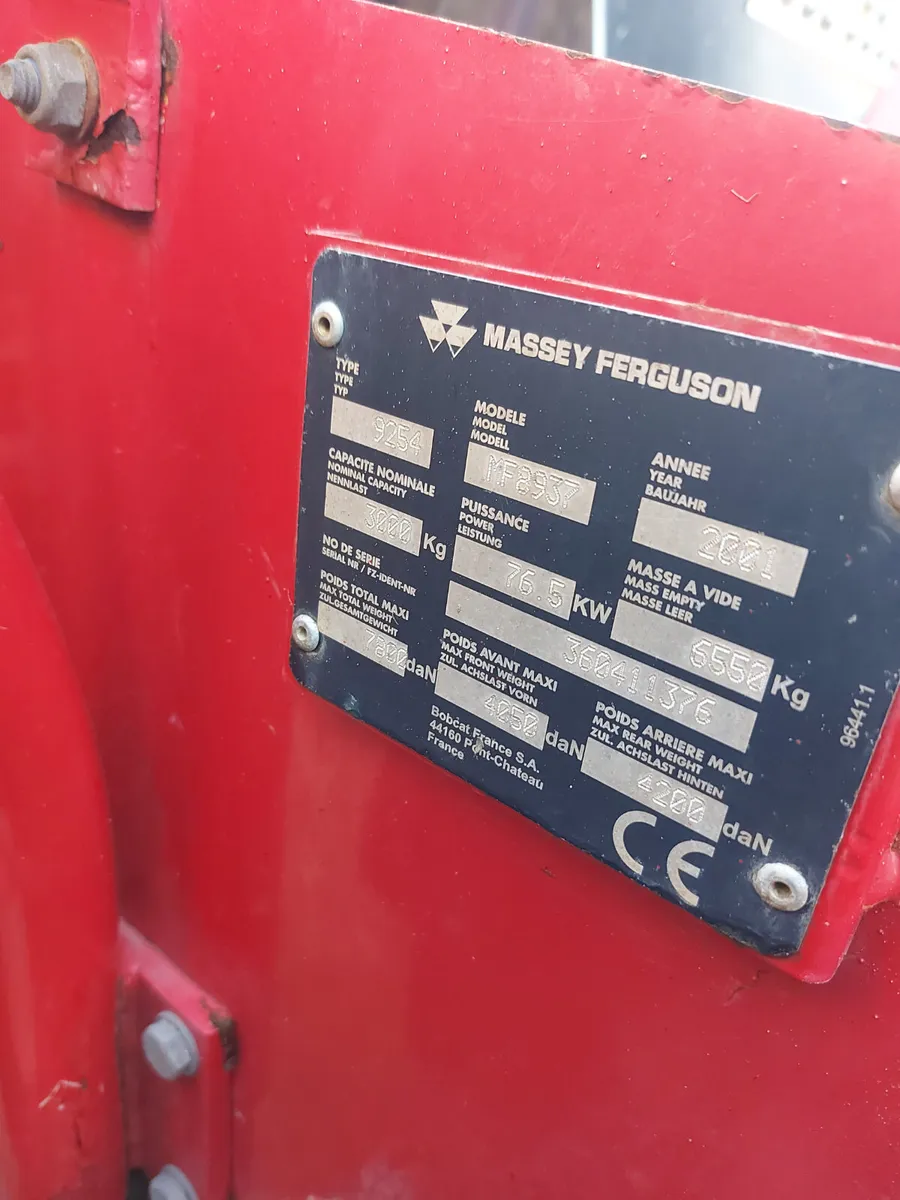 MASSEY FERGUSON
TYPE
TYPE
TYP
9254
MODELE
MODEL
MODELL
MF8937
ANNEE
YEAR
BAUJAHR
2001
CAPACITE NOMINALE
NOMINAL CAPACITY
NENNLAST
3000 Kg
PUISSANCE
POWER
LEISTUNG
76.5 KW
MASSE A VIDE
MASS EMPTY
MASSE LEER
6550 Kg
NO DE SERIE
SERIAL NR / FZ-IDENT-NR
360411376
POIDS TOTAL MAXI
MAX TOTAL WEIGHT
ZUL-GESAMTGEWICHT
7800 daN
POIDS AVANT MAXI
MAX FRONT WEIGHT
ZUL. ACHSLAST VORN
4050 daN
POIDS ARRIERE MAXI
MAX REAR WEIGHT
ZUL. ACHSLAST HINTEN
4200 daN
Bobcat France S.A.
44160 Pont-Chateau
France
CE
96441.1